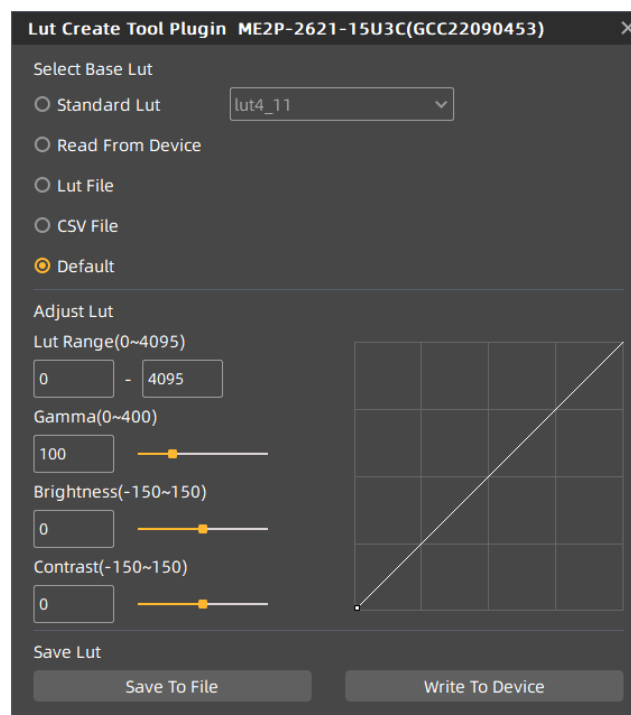 Lut Create Tool Plugin ME2P-2621-15U3C(GCC22090453)
Select Base Lut
Standard Lut lut4_11
Read From Device
Lut File
CSV File
Default
Adjust Lut
Lut Range(0~4095)
0 - 4095
Gamma(0~400)
100
Brightness(-150~150)
0
Contrast(-150~150)
0
Save Lut
Save To File Write To Device